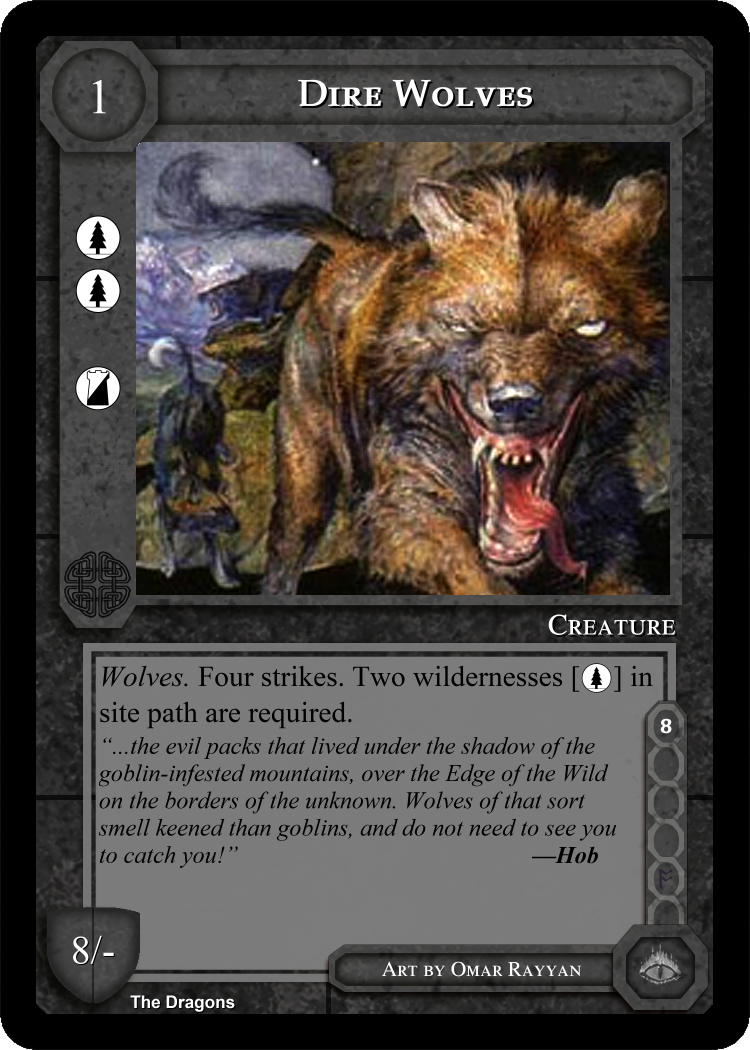 1
DIRE WOLVES
CREATURE
Wolves. Four strikes. Two wildernesses [ ] in
site path are required.
8
“...the evil packs that lived under the shadow of the
goblin-infested mountains, over the Edge of the Wild
on the borders of the unknown. Wolves of that sort
smell keened than goblins, and do not need to see you
to catch you!” —Hob
8/-
ART BY OMAR RAYYAN
The Dragons